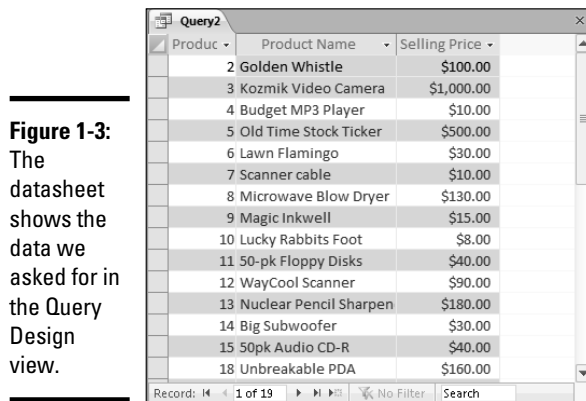 Figure 1-3:
The
datasheet
shows the
data we
asked for in
the Query
Design
view.
Query2
Produc Product Name Selling Price
2 Golden Whistle $100.00
3 Kozmik Video Camera $1,000.00
4 Budget MP3 Player $10.00
5 Old Time Stock Ticker $500.00
6 Lawn Flamingo $30.00
7 Scanner cable $10.00
8 Microwave Blow Dryer $130.00
9 Magic Inkwell $15.00
10 Lucky Rabbits Foot $8.00
11 50-pk Floppy Disks $40.00
12 WayCool Scanner $90.00
13 Nuclear Pencil Sharpen $180.00
14 Big Subwoofer $30.00
15 50pk Audio CD-R $40.00
18 Unbreakable PDA $160.00
Record: 1 of 19 No Filter Search